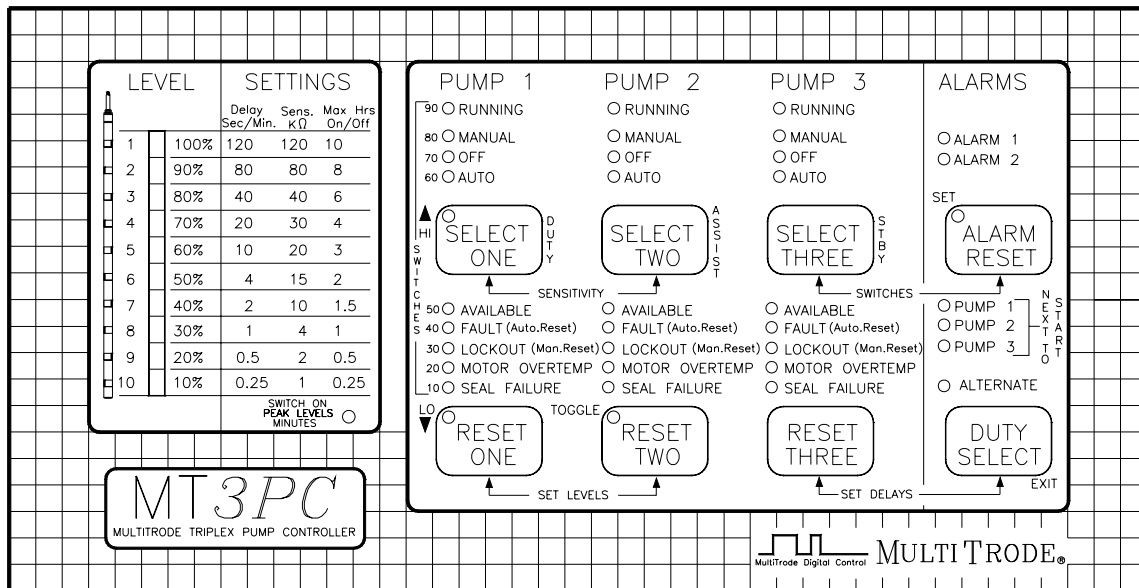 LEVEL SETTINGS
Delay Sens. Max Hrs
Sec/Min. KΩ On/Off
1 100% 120 120 10
2 90% 80 80 8
3 80% 40 40 6
4 70% 20 30 4
5 60% 10 20 3
6 50% 4 15 2
7 40% 2 10 1.5
8 30% 1 4 1
9 20% 0.5 2 0.5
10 10% 0.25 1 0.25
SWITCH ON
PEAK LEVELS
MINUTES
MT3PC
MULTITRODE TRIPLEX PUMP CONTROLLER
PUMP 1 PUMP 2 PUMP 3 ALARMS
90 RUNNING RUNNING RUNNING
80 MANUAL MANUAL MANUAL
70 OFF OFF OFF
60 AUTO AUTO AUTO
ALARM 1
ALARM 2
HI
SWITCHES
LO
SELECT ONE
DUTY
SELECT TWO
ASSIST
SELECT THREE
STBY
SET
ALARM RESET
SENSITIVITY
SWITCHES
50 AVAILABLE AVAILABLE AVAILABLE
40 FAULT (Auto.Reset) FAULT (Auto.Reset) FAULT (Auto.Reset)
30 LOCKOUT (Man.Reset) LOCKOUT (Man.Reset) LOCKOUT (Man.Reset)
20 MOTOR OVERTEMP MOTOR OVERTEMP MOTOR OVERTEMP
10 SEAL FAILURE SEAL FAILURE SEAL FAILURE
PUMP 1
PUMP 2
PUMP 3
NEXT TO
START
ALTERNATE
RESET ONE
TOGGLE
RESET TWO
RESET THREE
DUTY SELECT
EXIT
SET LEVELS
SET DELAYS
MultiTrode Digital Control
MULTITRODE®